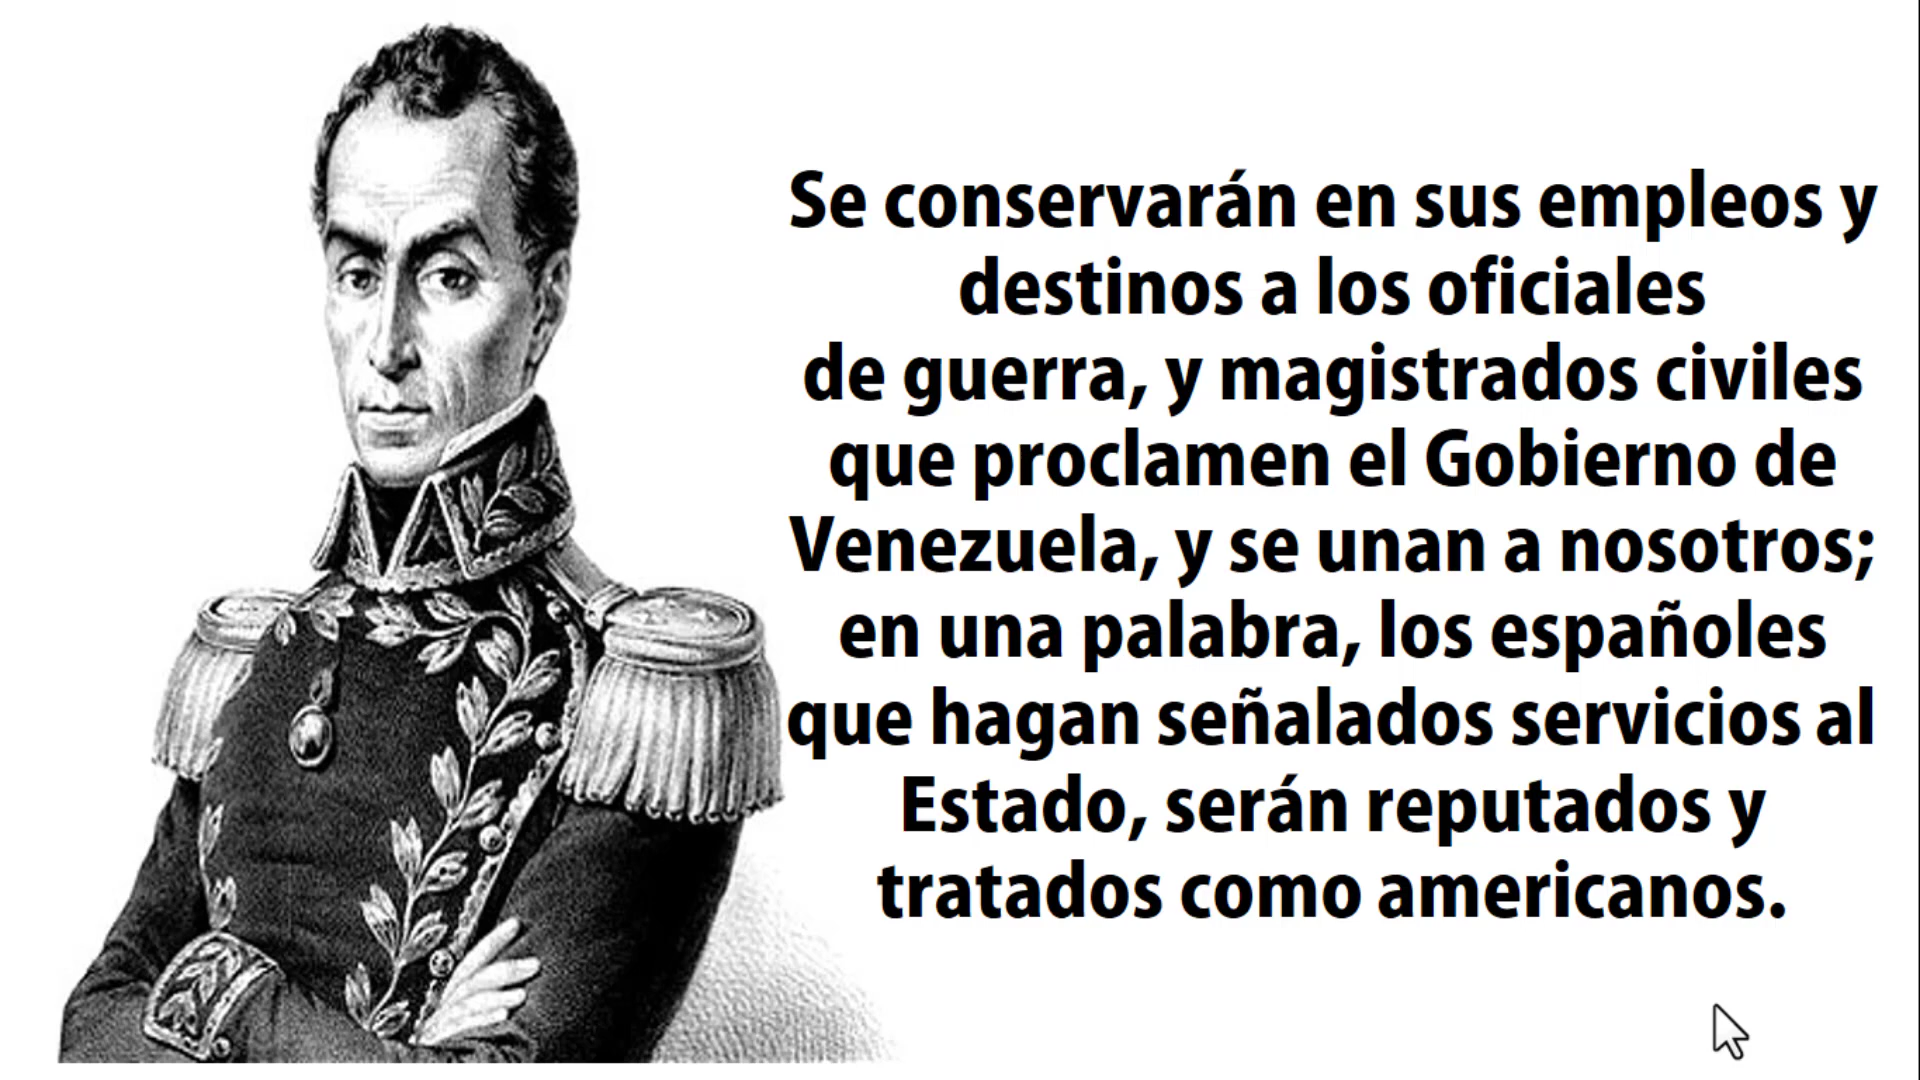 Se conservarán en sus empleos y
destinos a los oficiales
de guerra, y magistrados civiles
que proclamen el Gobierno de
Venezuela, y se unan a nosotros;
en una palabra, los españoles
que hagan señalados servicios al
Estado, serán reputados y
tratados como americanos.